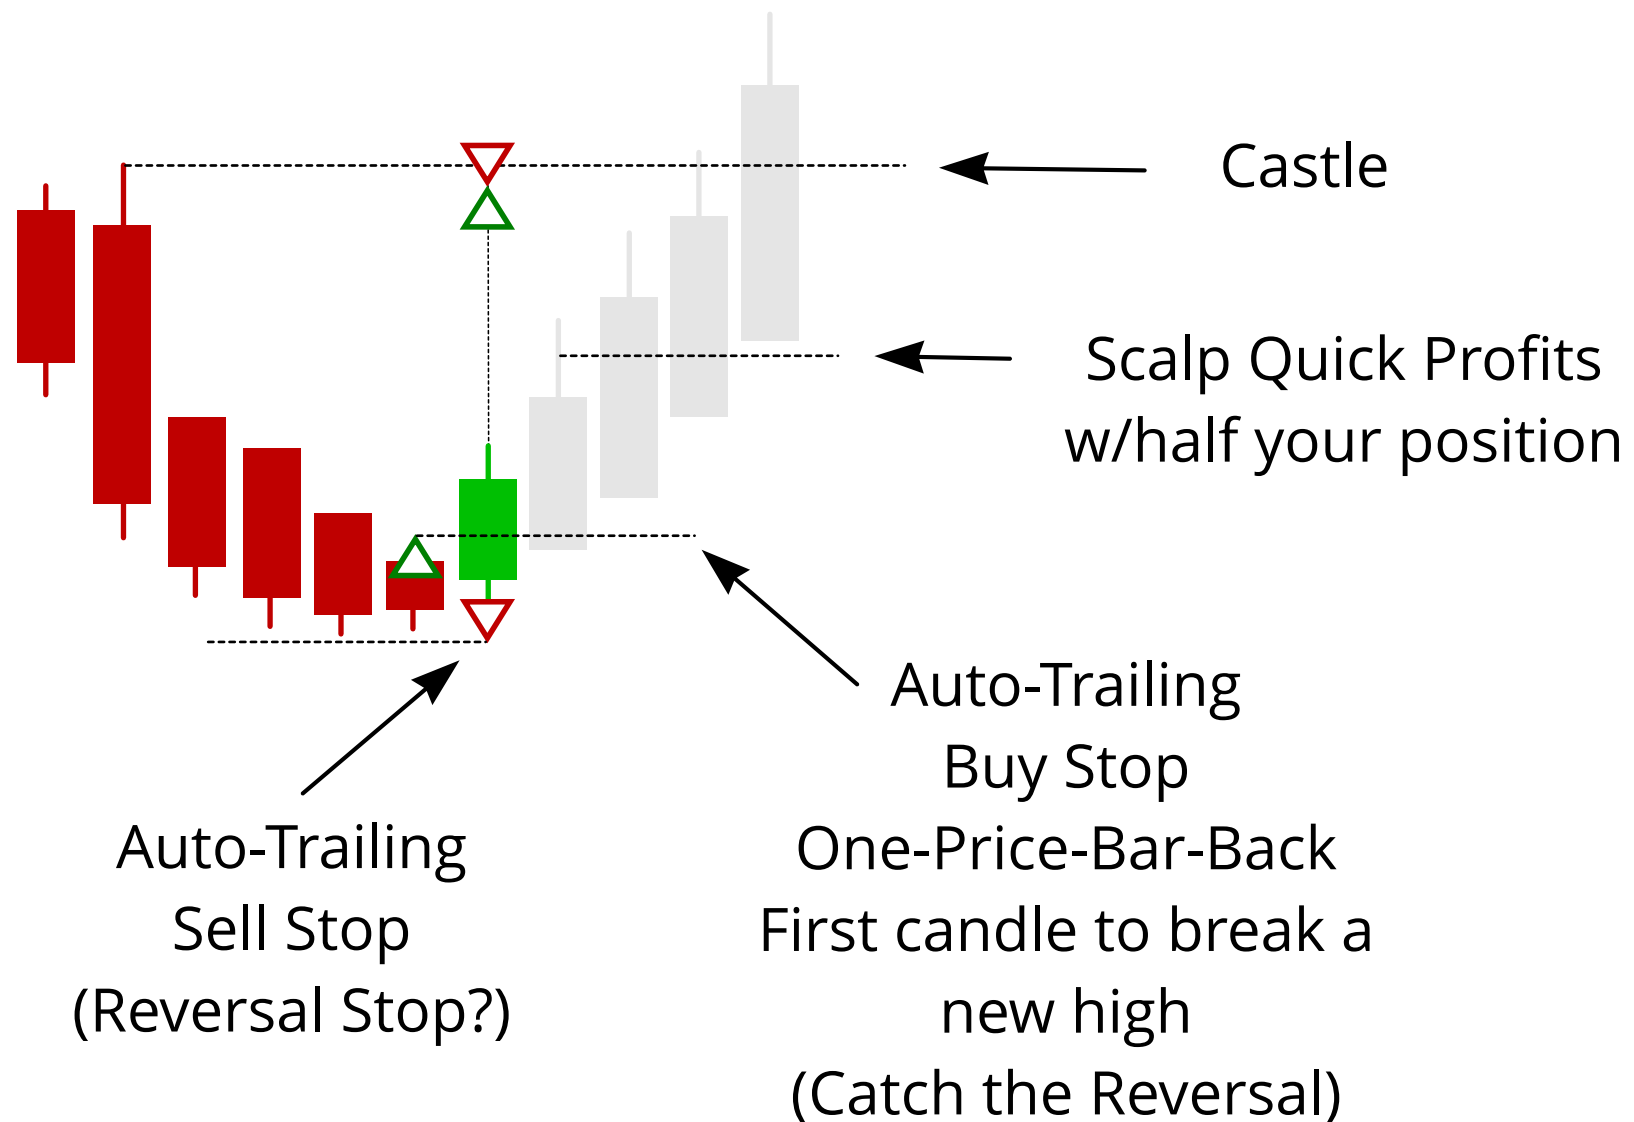 Castle
Scalp Quick Profits
w/half your position
Auto-Trailing
Buy Stop
One-Price-Bar-Back
First candle to break a
new high
(Catch the Reversal)
Auto-Trailing
Sell Stop
(Reversal Stop?)